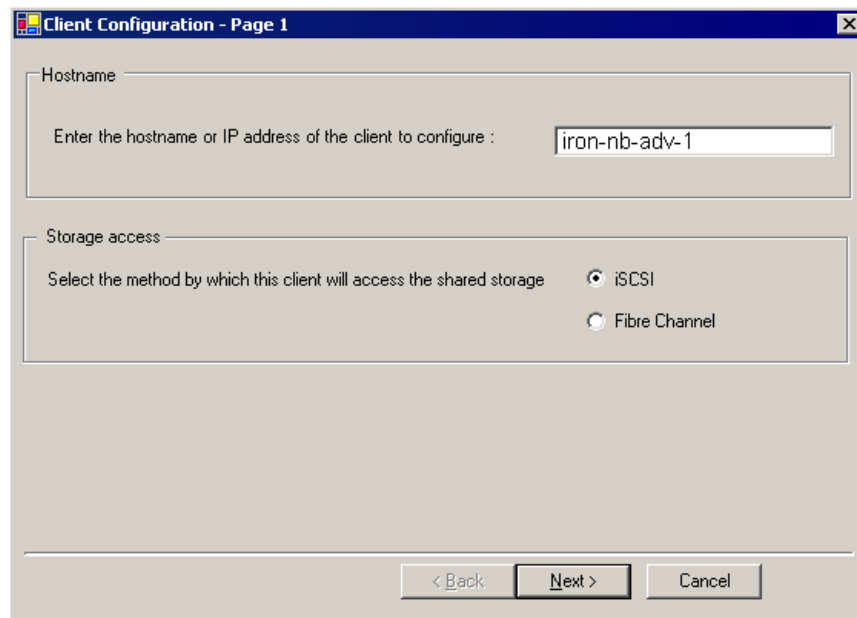 Client Configuration - Page 1
Hostname
Enter the hostname or IP address of the client to configure :
iron-nb-adv-1
Storage access
Select the method by which this client will access the shared storage
iSCSI
Fibre Channel
< Back
Next >
Cancel